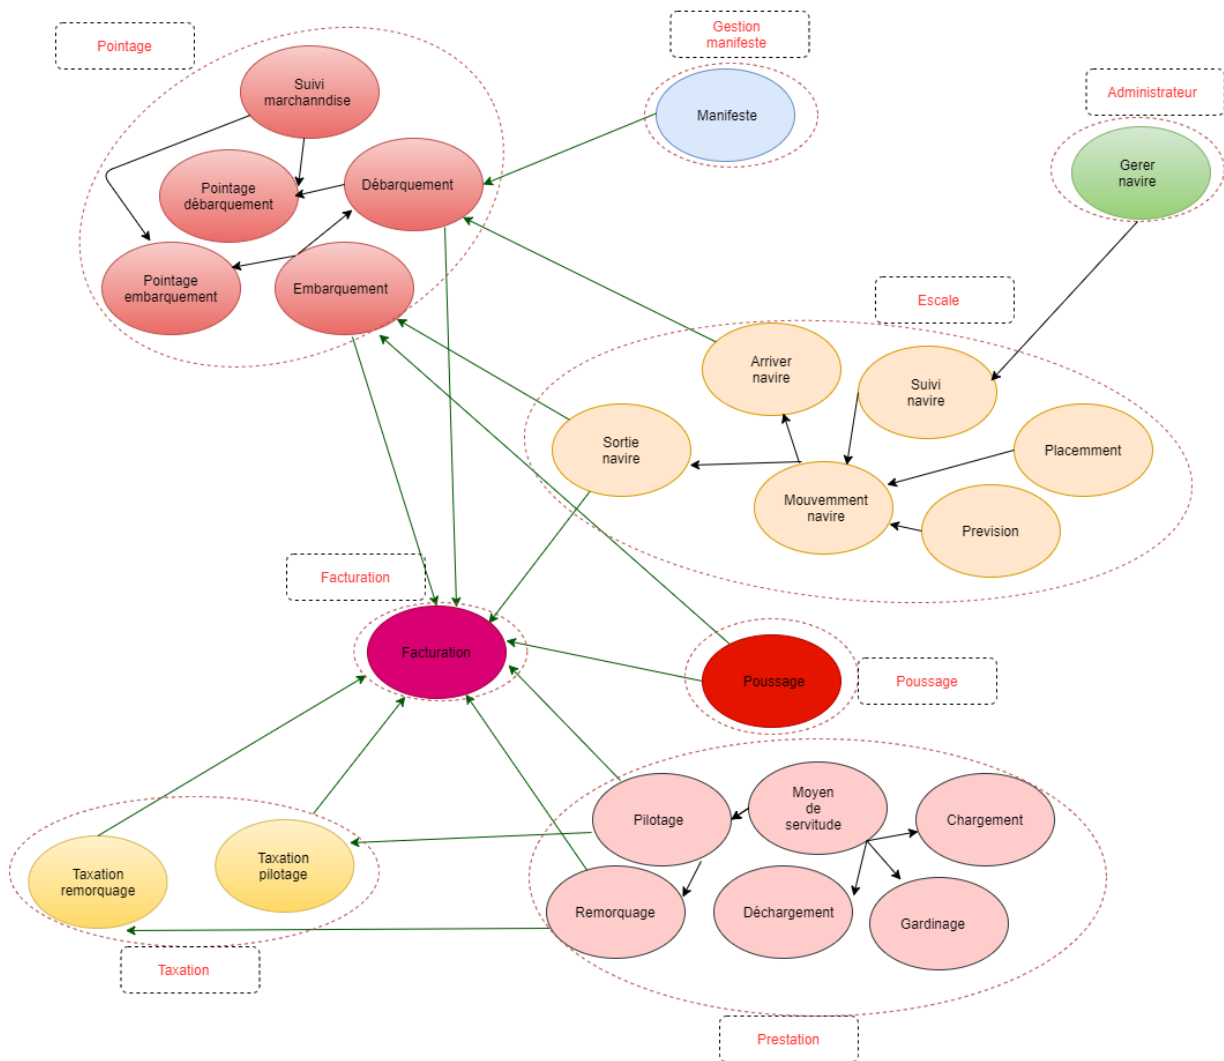 Gestion
manifeste
Pointage
Suivi
marchanndise
Administrateur
Manifeste
Gerer
navire
Pointage
débarquement
Débarquement
Pointage
embarquement
Embarquement
Escale
Arriver
navire
Suivi
navire
Sortie
navire
Placemment
Mouvemment
navire
Prevision
Facturation
Facturation
Poussage
Poussage
Pilotage
Moyen
de
servitude
Chargement
Taxation
remorquage
Taxation
pilotage
Remorquage
Déchargement
Gardinage
Taxation
Prestation